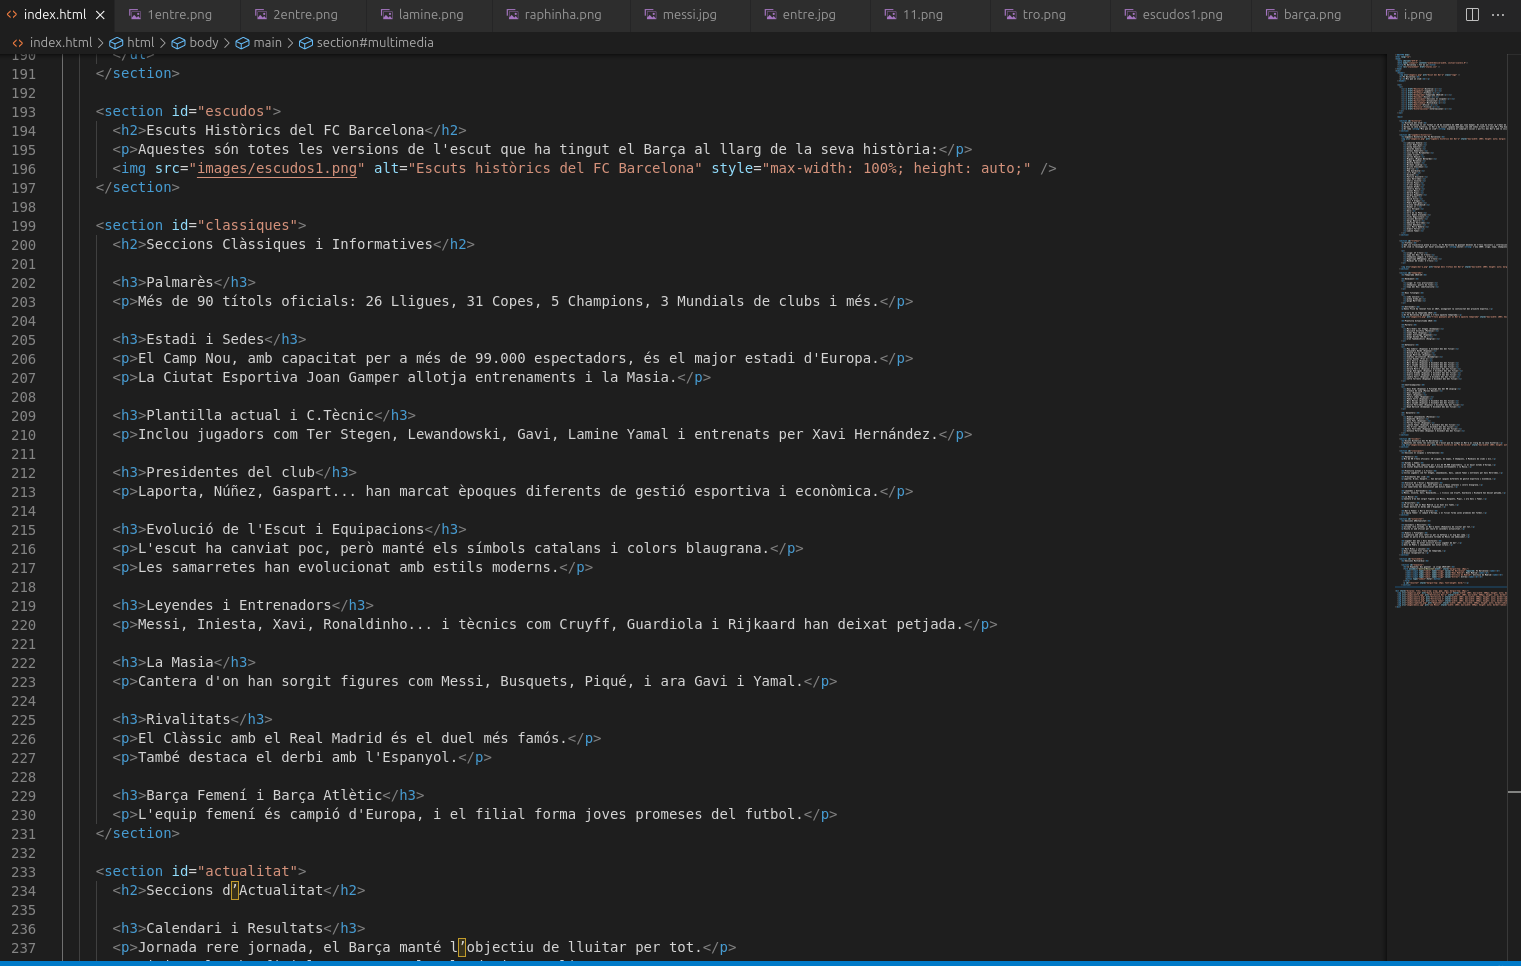 index.html
1entre.png
2entre.png
lamine.png
raphinha.png
messi.jpg
entre.jpg
11.png
tro.png
escudos1.png
barça.png
i.png
index.html > html > body > main > section#multimedia
190 </ul>
191 </section>
192
193 <section id="escudos">
194 <h2>Escuts Històrics del FC Barcelona</h2>
195 <p>Aquestes són totes les versions de l'escut que ha tingut el Barça al llarg de la seva història:</p>
196 <img src="images/escudos1.png" alt="Escuts històrics del FC Barcelona" style="max-width: 100%; height: auto;" />
197 </section>
198
199 <section id="classiques">
200 <h2>Seccions Clàssiques i Informatives</h2>
201
202 <h3>Palmarès</h3>
203 <p>Més de 90 títols oficials: 26 Lligues, 31 Copes, 5 Champions, 3 Mundials de clubs i més.</p>
204
205 <h3>Estadi i Sedes</h3>
206 <p>El Camp Nou, amb capacitat per a més de 99.000 espectadors, és el major estadi d'Europa.</p>
207 <p>La Ciutat Esportiva Joan Gamper allotja entrenaments i la Masia.</p>
208
209 <h3>Plantilla actual i C.Tècnic</h3>
210 <p>Inclou jugadors com Ter Stegen, Lewandowski, Gavi, Lamine Yamal i entrenats per Xavi Hernández.</p>
211
212 <h3>Presidentes del club</h3>
213 <p>Laporta, Núñez, Gaspart... han marcat èpoques diferents de gestió esportiva i econòmica.</p>
214
215 <h3>Evolució de l'Escut i Equipacions</h3>
216 <p>L'escut ha canviat poc, però manté els símbols catalans i colors blaugrana.</p>
217 <p>Les samarretes han evolucionat amb estils moderns.</p>
218
219 <h3>Leyendes i Entrenadors</h3>
220 <p>Messi, Iniesta, Xavi, Ronaldinho... i tècnics com Cruyff, Guardiola i Rijkaard han deixat petjada.</p>
221
222 <h3>La Masia</h3>
223 <p>Cantera d'on han sorgit figures com Messi, Busquets, Piqué, i ara Gavi i Yamal.</p>
224
225 <h3>Rivalitats</h3>
226 <p>El Clàssic amb el Real Madrid és el duel més famós.</p>
227 <p>També destaca el derbi amb l'Espanyol.</p>
228
229 <h3>Barça Femení i Barça Atlètic</h3>
230 <p>L'equip femení és campió d'Europa, i el filial forma joves promeses del futbol.</p>
231 </section>
232
233 <section id="actualitat">
234 <h2>Seccions d’Actualitat</h2>
235
236 <h3>Calendari i Resultats</h3>
237 <p>Jornada rere jornada, el Barça manté l’objectiu de lluitar per tot.</p>